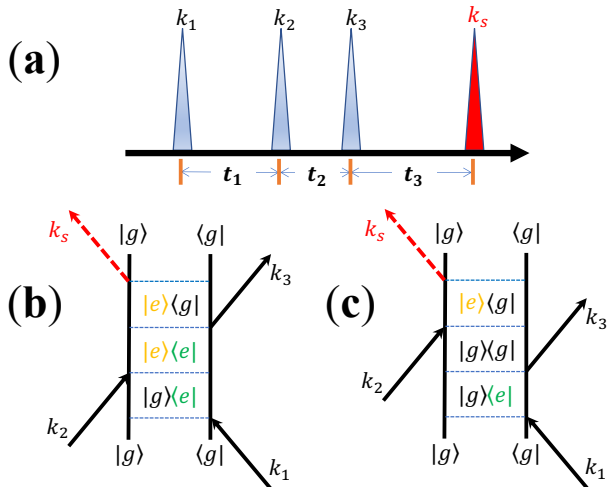 k₁ k₂ k₃ kₛ
(a)
t₁ t₂ t₃
(b)
kₛ |g⟩ ⟨g|
k₃
|e⟩⟨g|
|e⟩⟨e|
|g⟩⟨e|
k₂
|g⟩ ⟨g|
k₁
(c)
kₛ |g⟩ ⟨g|
|e⟩⟨g|
k₃
|g⟩⟨g|
k₂
|g⟩⟨e|
|g⟩ ⟨g|
k₁